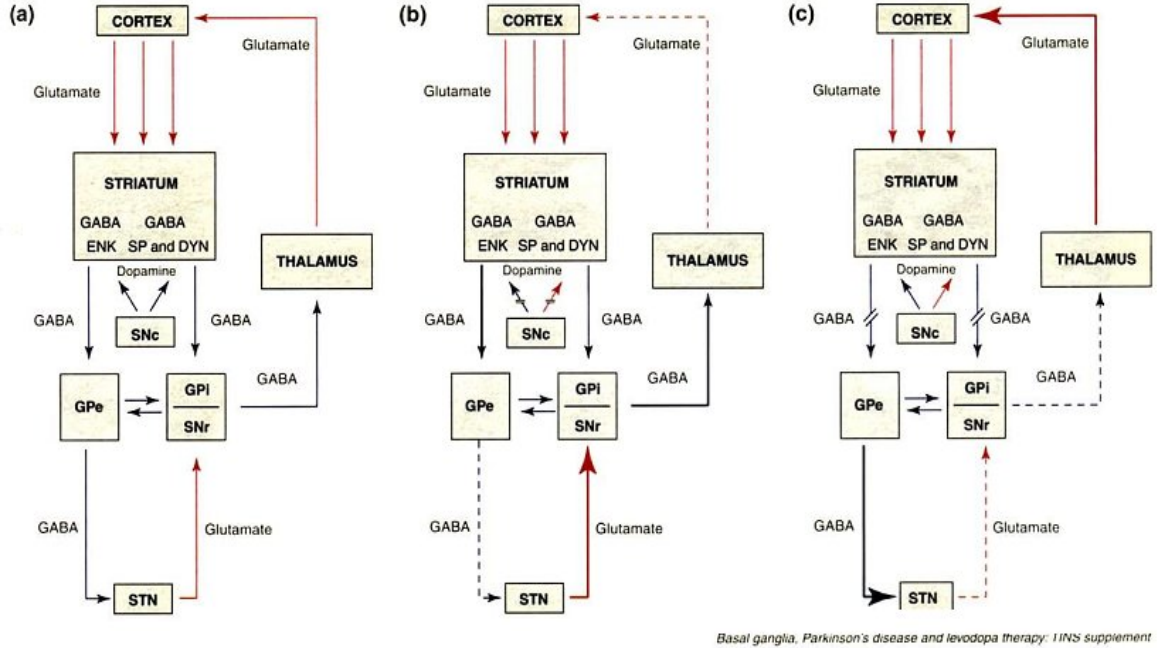 (a)
CORTEX
Glutamate
Glutamate
STRIATUM
GABA GABA
ENK SP and DYN
Dopamine
THALAMUS
GABA
SNc
GABA
GABA
GPe
GPi
SNr
GABA
Glutamate
STN
(b)
CORTEX
Glutamate
Glutamate
STRIATUM
GABA GABA
ENK SP and DYN
Dopamine
THALAMUS
GABA
SNc
GABA
GABA
GPe
GPi
SNr
GABA
Glutamate
STN
(c)
CORTEX
Glutamate
Glutamate
STRIATUM
GABA GABA
ENK SP and DYN
Dopamine
THALAMUS
GABA
SNc
GABA
GABA
GPe
GPi
SNr
GABA
Glutamate
STN
Basal ganglia, Parkinson's disease and levodopa therapy: TINS supplement